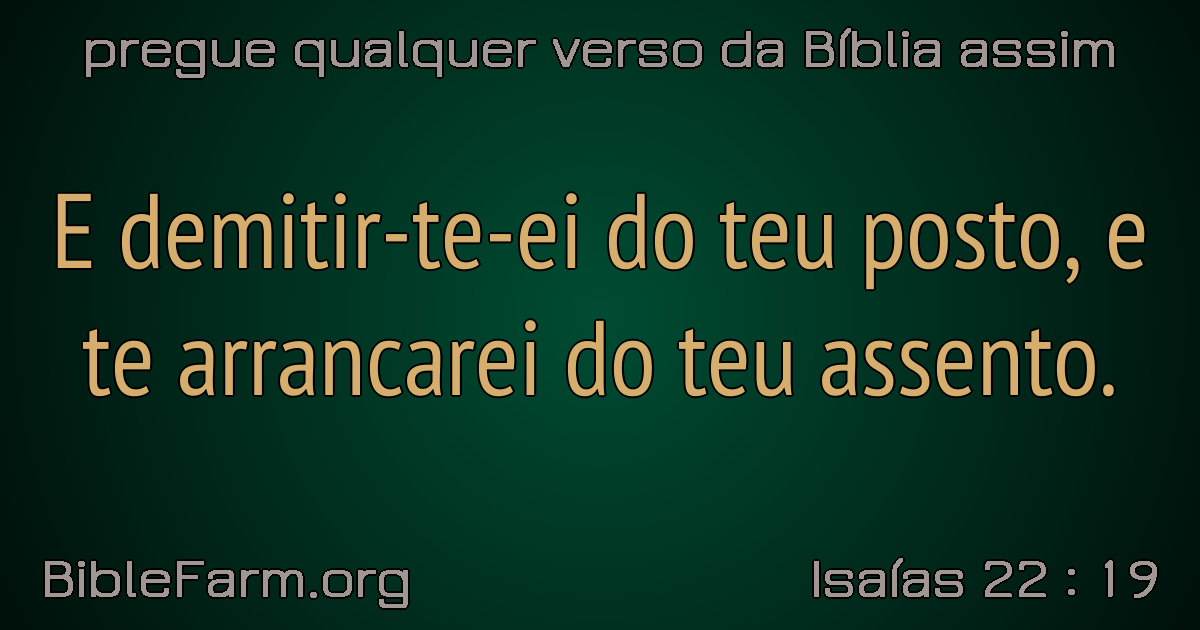 pregue qualquer verso da Bíblia assim
E demitir-te-ei do teu posto, e
te arrancarei do teu assento.
BibleFarm.org
Isaías 22 : 19